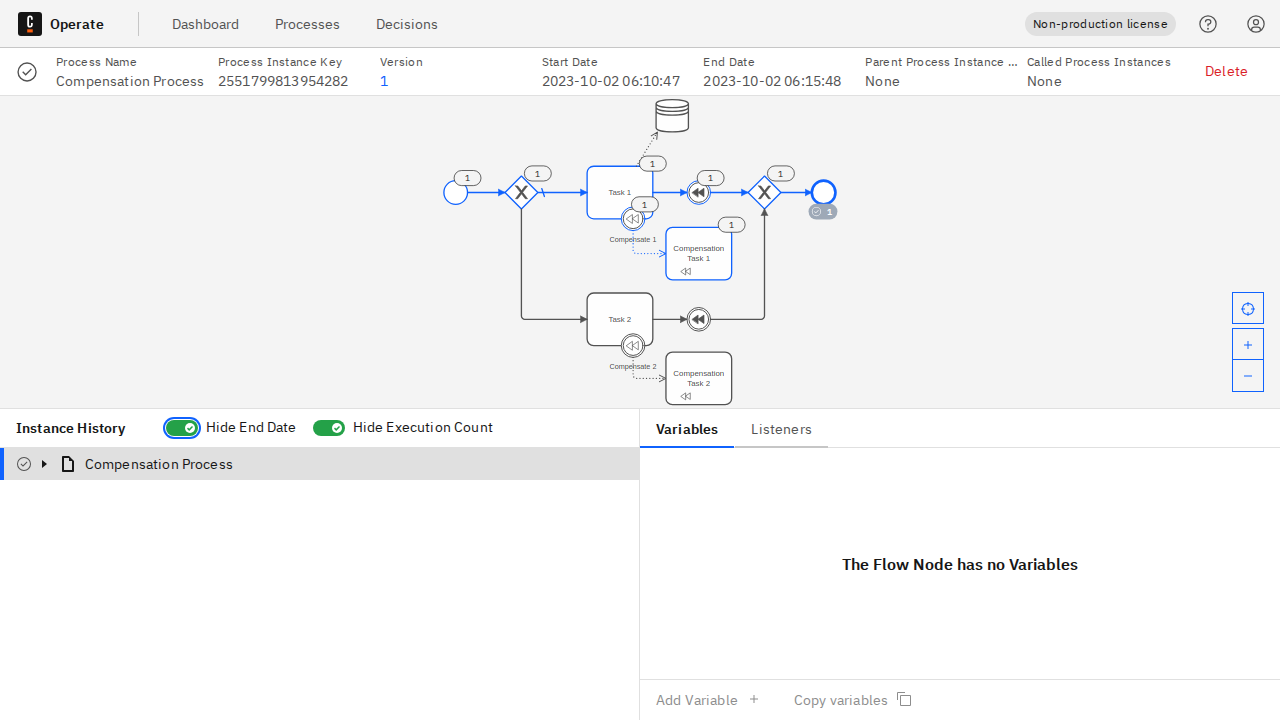 Operate
Dashboard
Processes
Decisions
Non-production license
Process Name
Compensation Process
Process Instance Key
2551799813954282
Version
1
Start Date
2023-10-02 06:10:47
End Date
2023-10-02 06:15:48
Parent Process Instance ...
None
Called Process Instances
None
Delete
1
1
1
Task 1
1
1
1
Compensate 1
1
Compensation
Task 1
1
Task 2
Compensate 2
Compensation
Task 2
Instance History
Hide End Date
Hide Execution Count
Compensation Process
Variables
Listeners
The Flow Node has no Variables
Add Variable
Copy variables